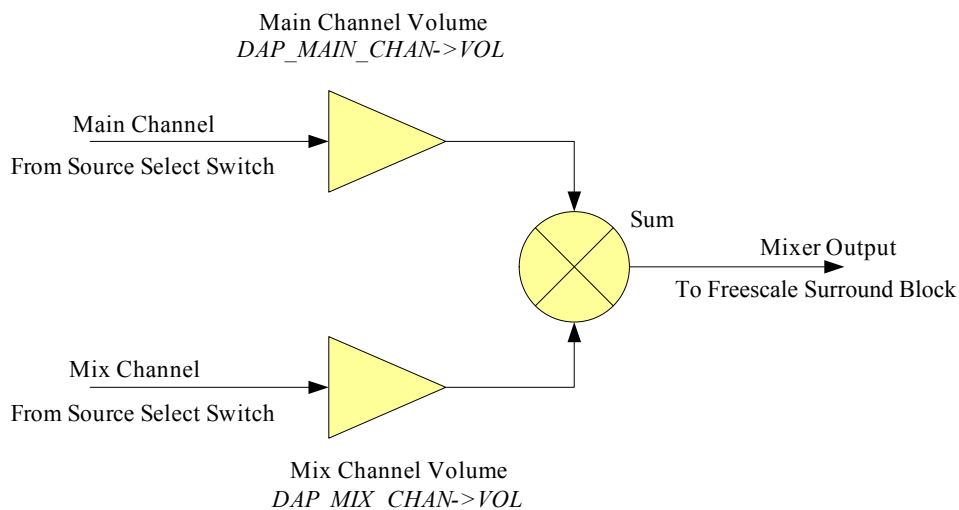 Main Channel Volume
DAP_MAIN_CHAN->VOL
Main Channel
From Source Select Switch
Sum
Mixer Output
To Freescale Surround Block
Mix Channel
From Source Select Switch
Mix Channel Volume
DAP_MIX_CHAN->VOL